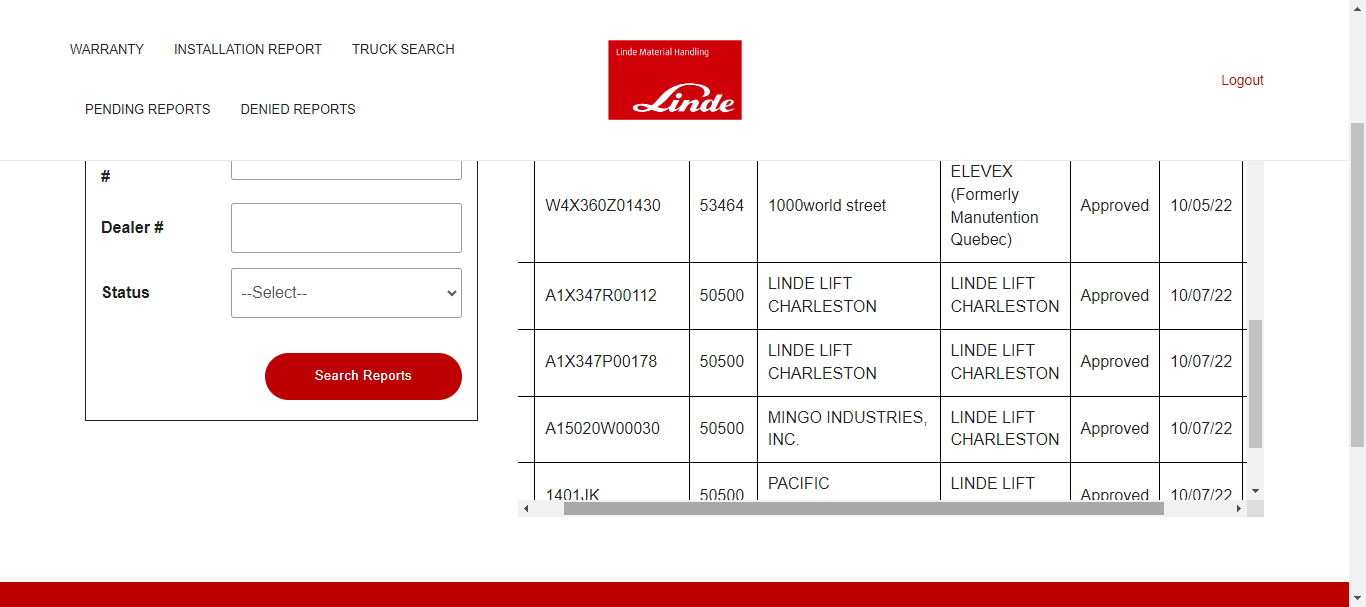 WARRANTY INSTALLATION REPORT TRUCK SEARCH
PENDING REPORTS DENIED REPORTS
Linde Material Handling
Linde
Logout
#
Dealer #
Status
--Select--
Search Reports
W4X360Z01430 53464 1000world street ELEVEX
(Formerly
Manutention
Quebec) Approved 10/05/22
A1X347R00112 50500 LINDE LIFT
CHARLESTON LINDE LIFT
CHARLESTON Approved 10/07/22
A1X347P00178 50500 LINDE LIFT
CHARLESTON LINDE LIFT
CHARLESTON Approved 10/07/22
A15020W00030 50500 MINGO INDUSTRIES,
INC. LINDE LIFT
CHARLESTON Approved 10/07/22
1401JK 50500 PACIFIC LINDE LIFT Approved 10/07/22